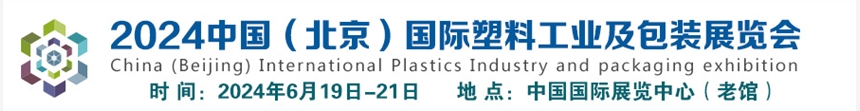 2024中国（北京）国际塑料工业及包装展览会
China (Beijing) International Plastics Industry and packaging exhibition
时 间：2024年6月19日-21日 地 点：中国国际展览中心（老馆）